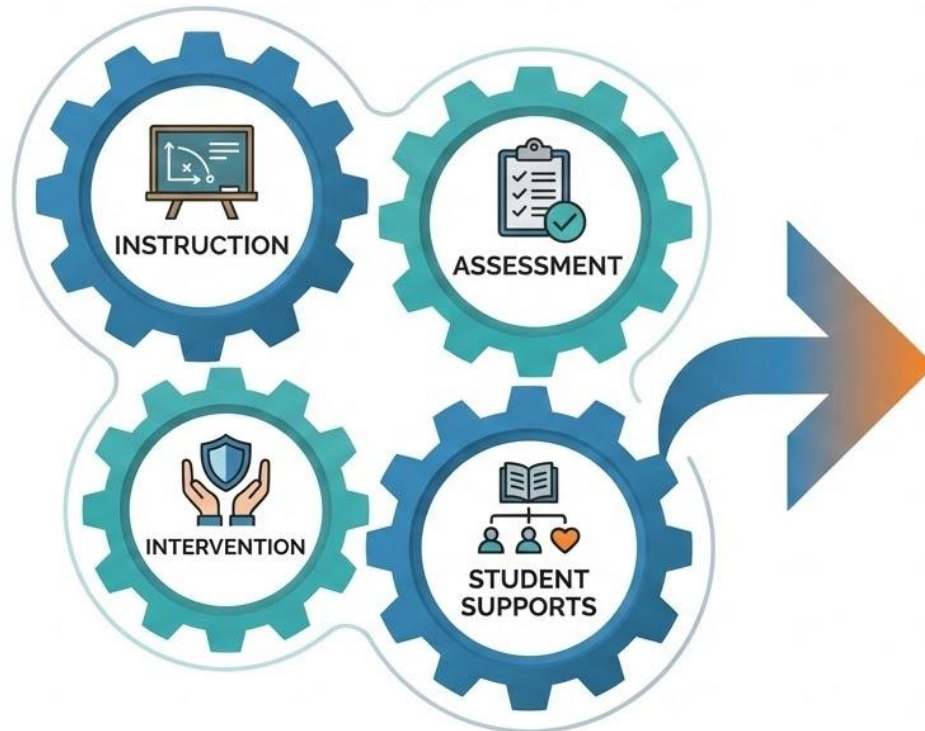 INSTRUCTION
ASSESSMENT
INTERVENTION
STUDENT
SUPPORTS